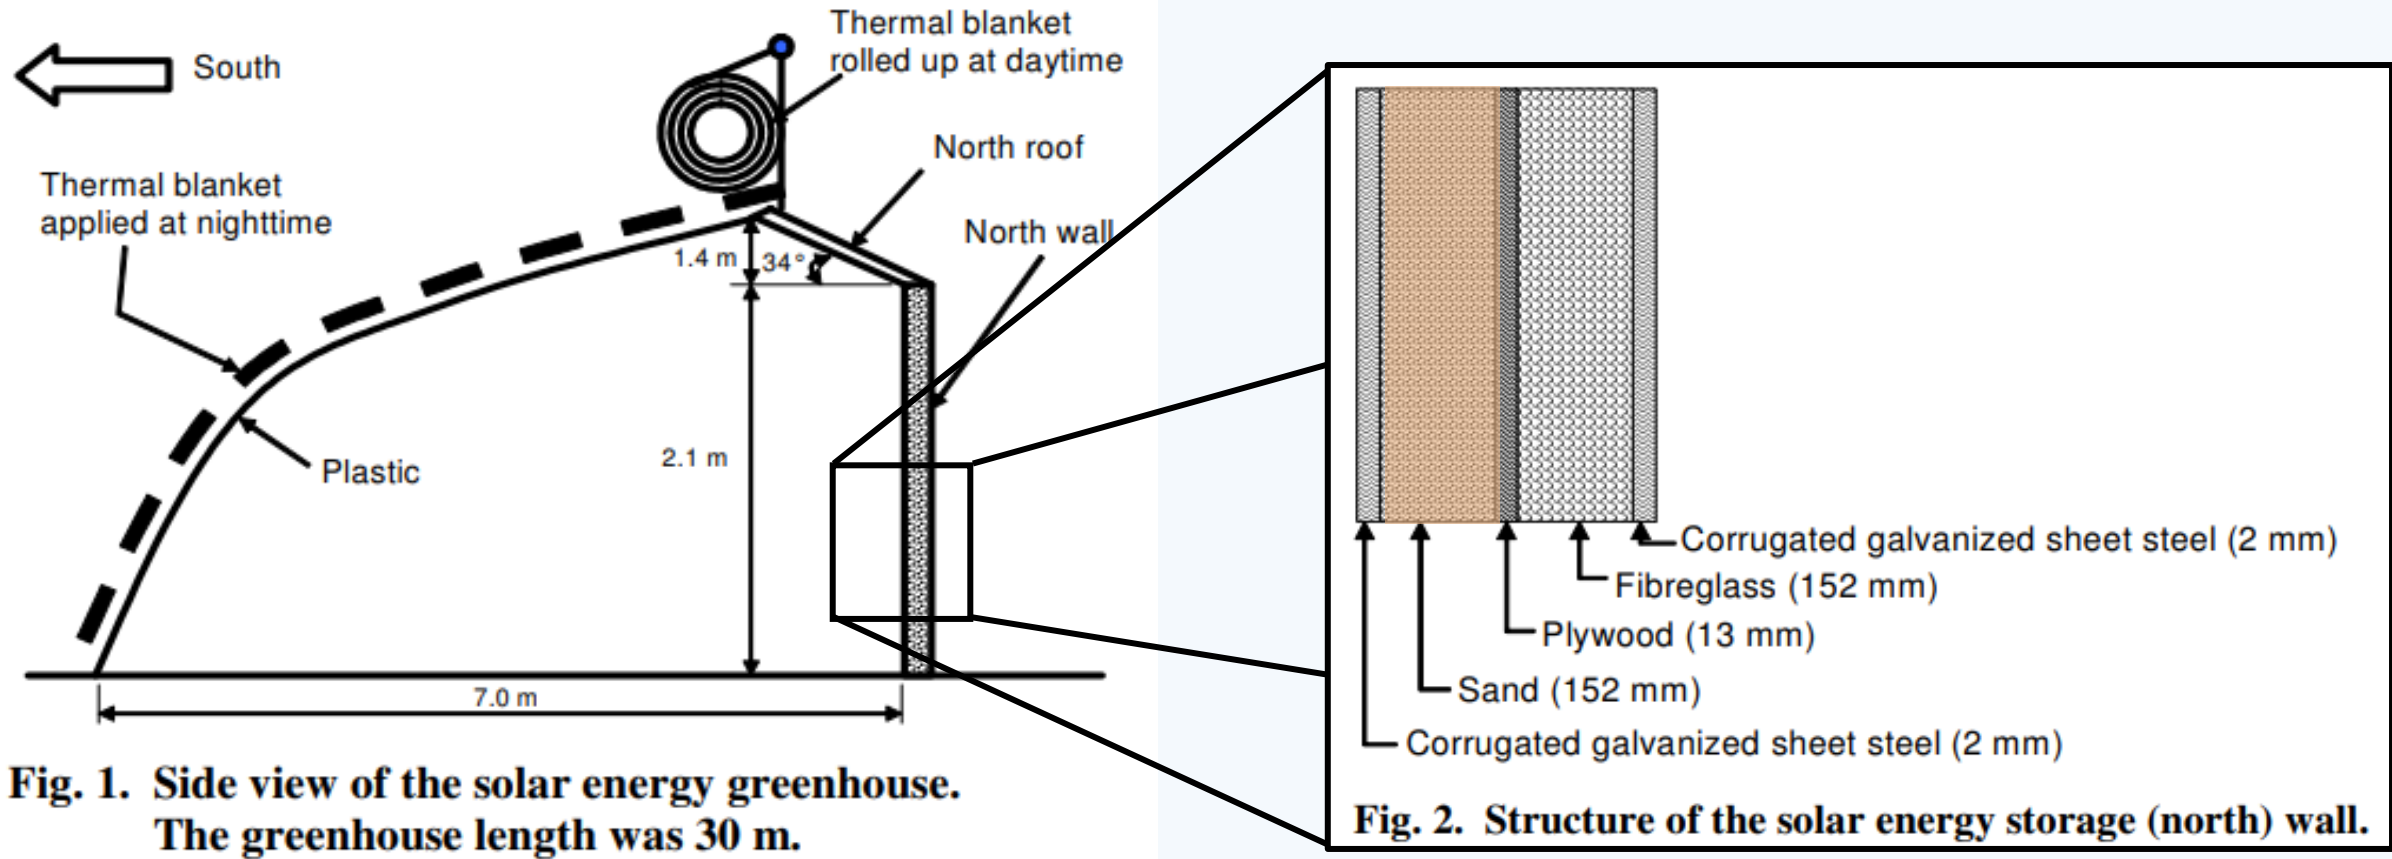 Thermal blanket
rolled up at daytime
South
North roof
Thermal blanket
applied at nighttime
North wall
1.4 m
34°
2.1 m
Plastic
7.0 m
Fig. 1. Side view of the solar energy greenhouse.
The greenhouse length was 30 m.
Corrugated galvanized sheet steel (2 mm)
Fibreglass (152 mm)
Plywood (13 mm)
Sand (152 mm)
Corrugated galvanized sheet steel (2 mm)
Fig. 2. Structure of the solar energy storage (north) wall.